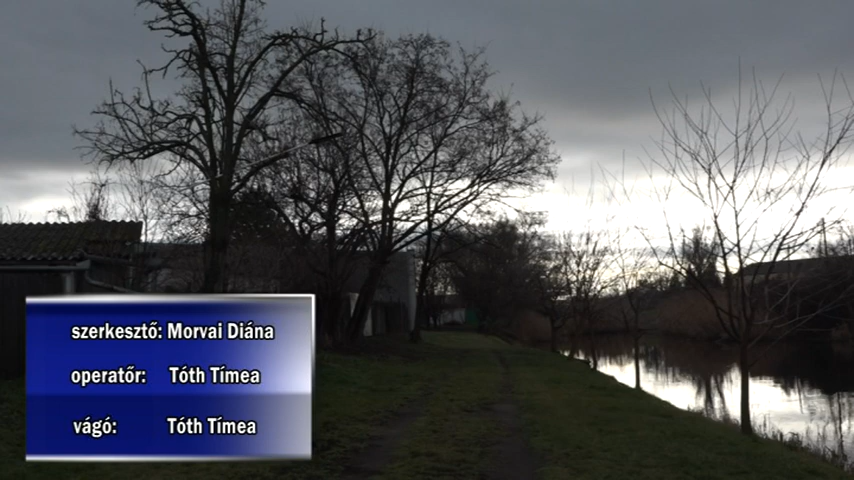 szerkesztő: Morvai Diána
operatőr: Tóth Tímea
vágó: Tóth Tímea